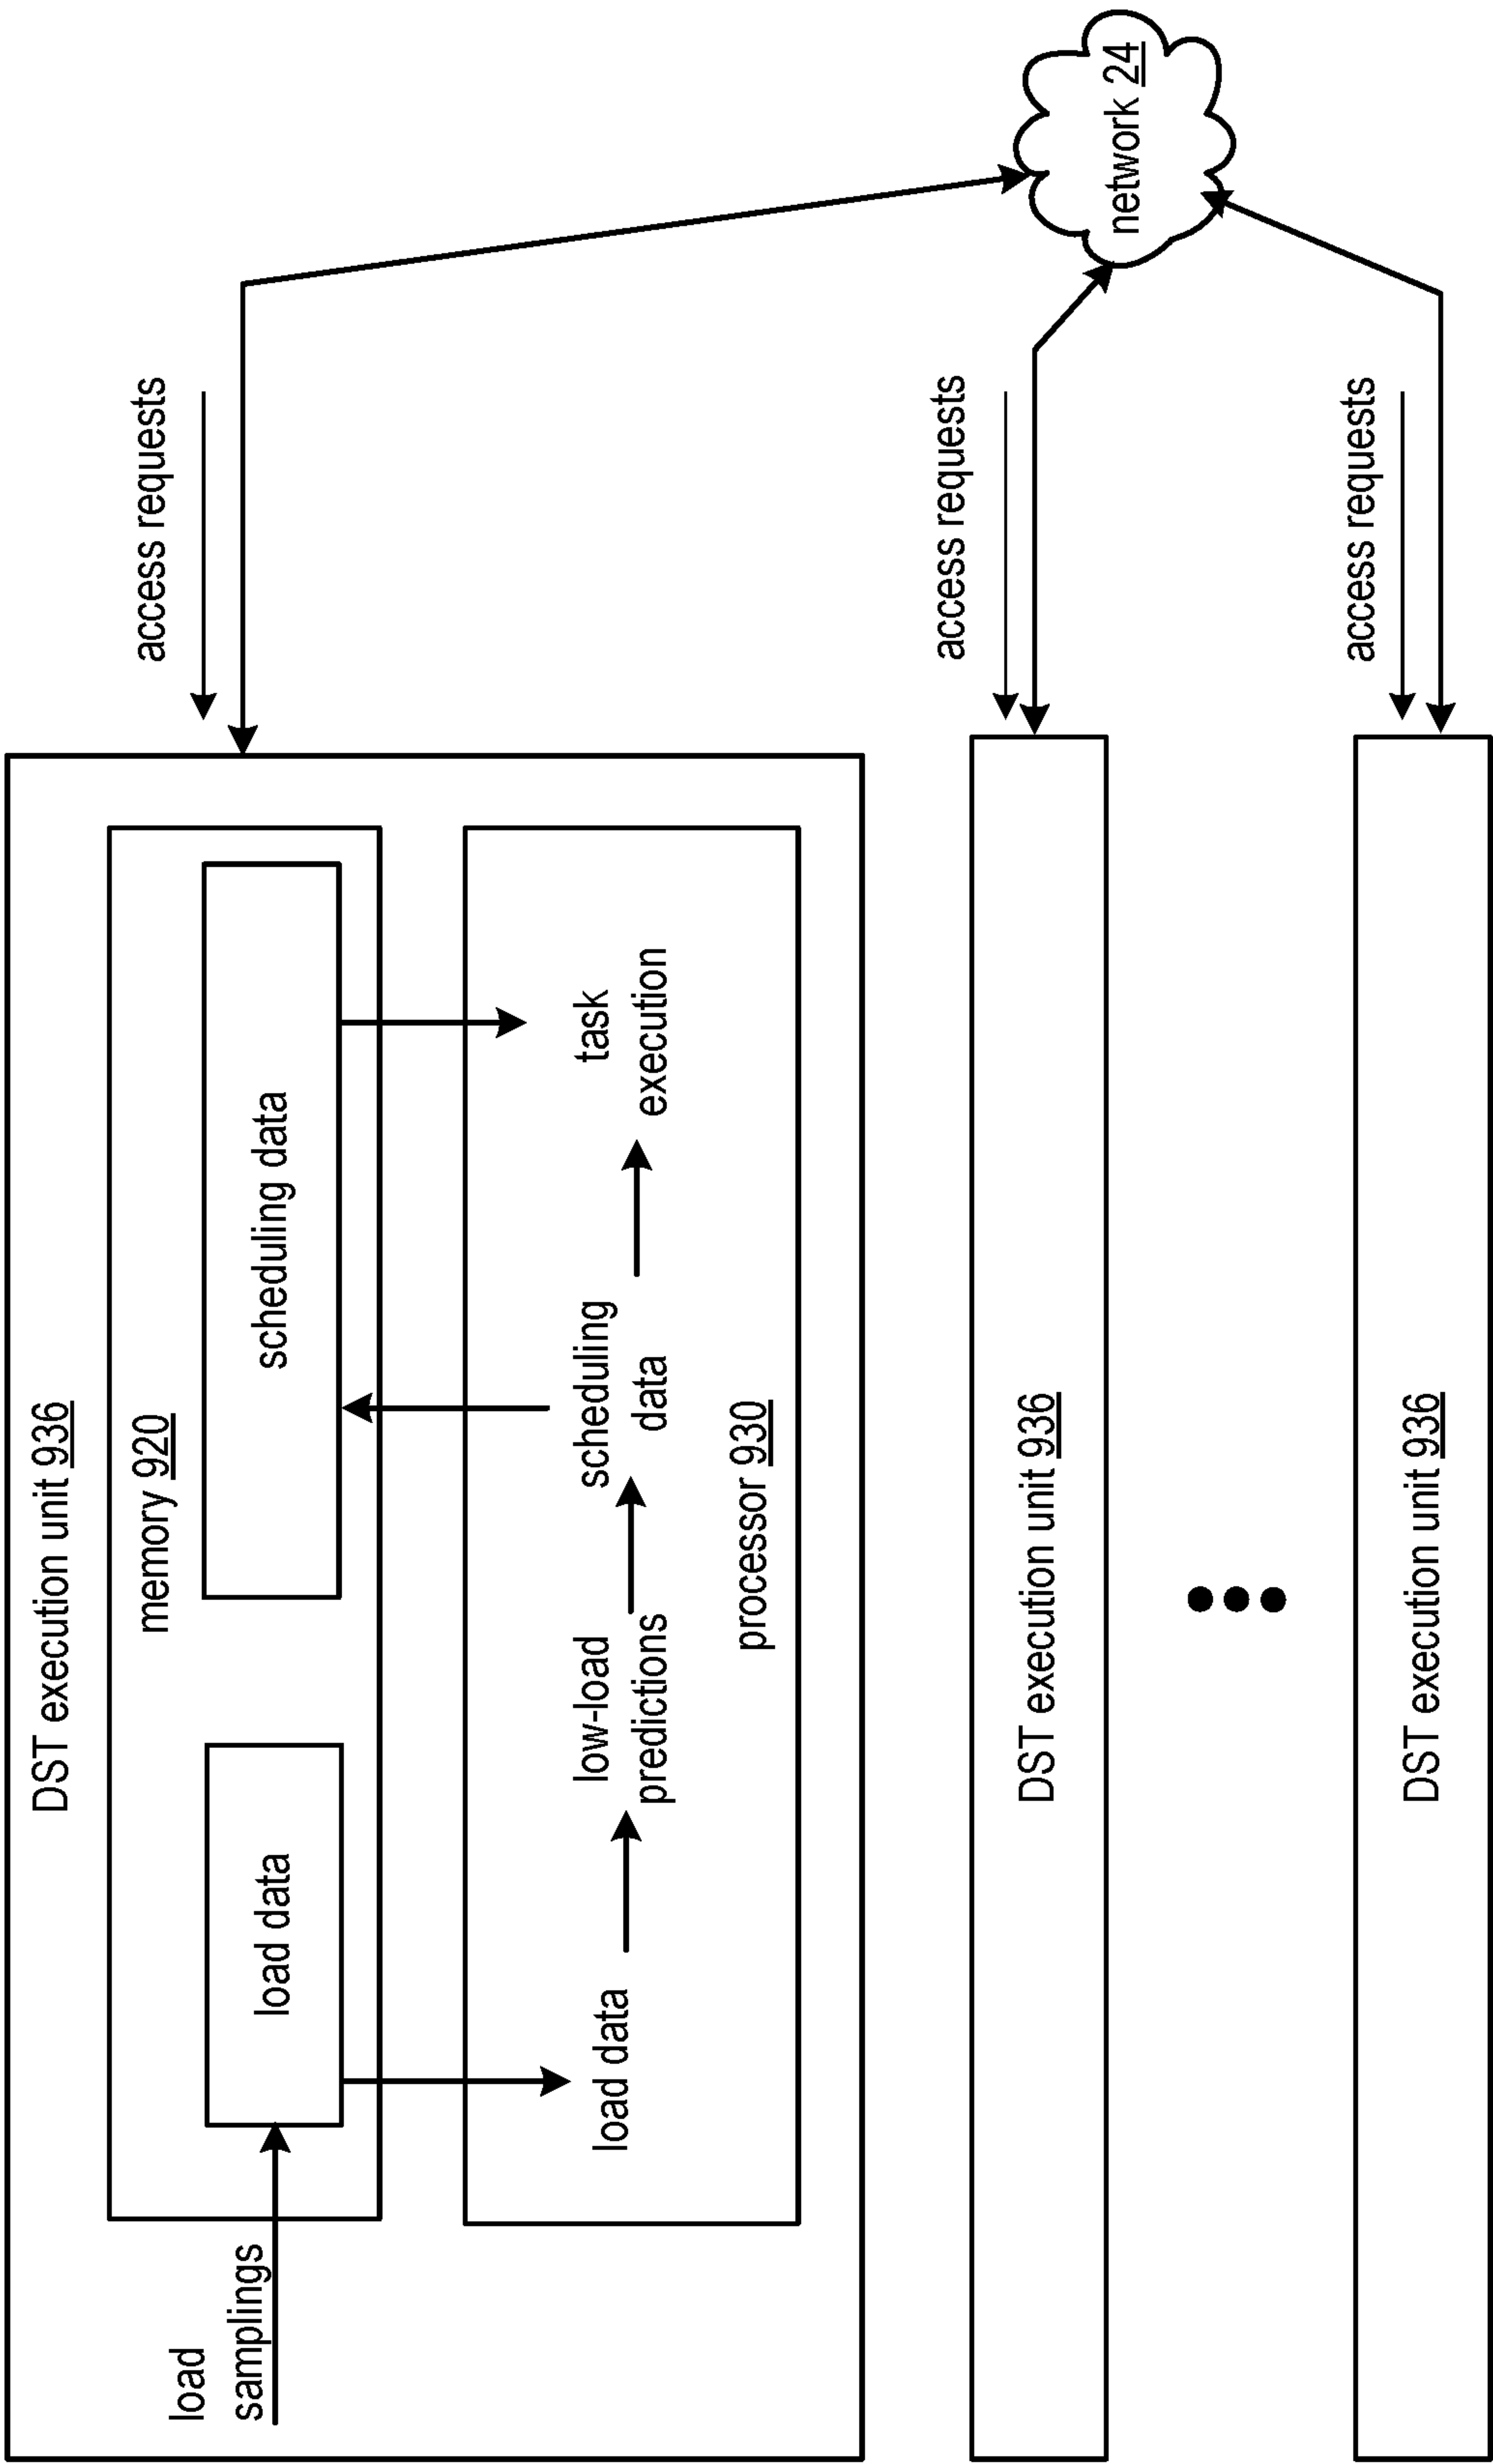 DST execution unit 936
memory 920
load
samplings
load data
scheduling data
load data
low-load
predictions
scheduling
data
task
execution
processor 930
access requests
DST execution unit 936
access requests
network 24
DST execution unit 936
access requests